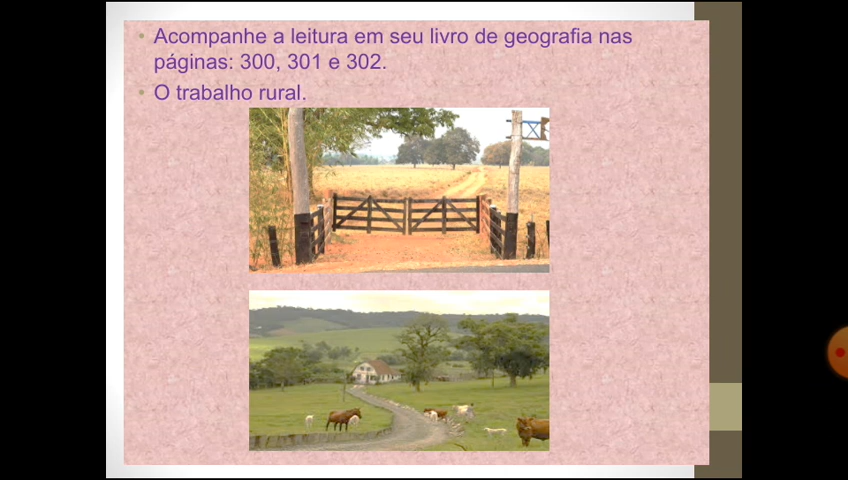 Acompanhe a leitura em seu livro de geografia nas
páginas: 300, 301 e 302.
O trabalho rural.